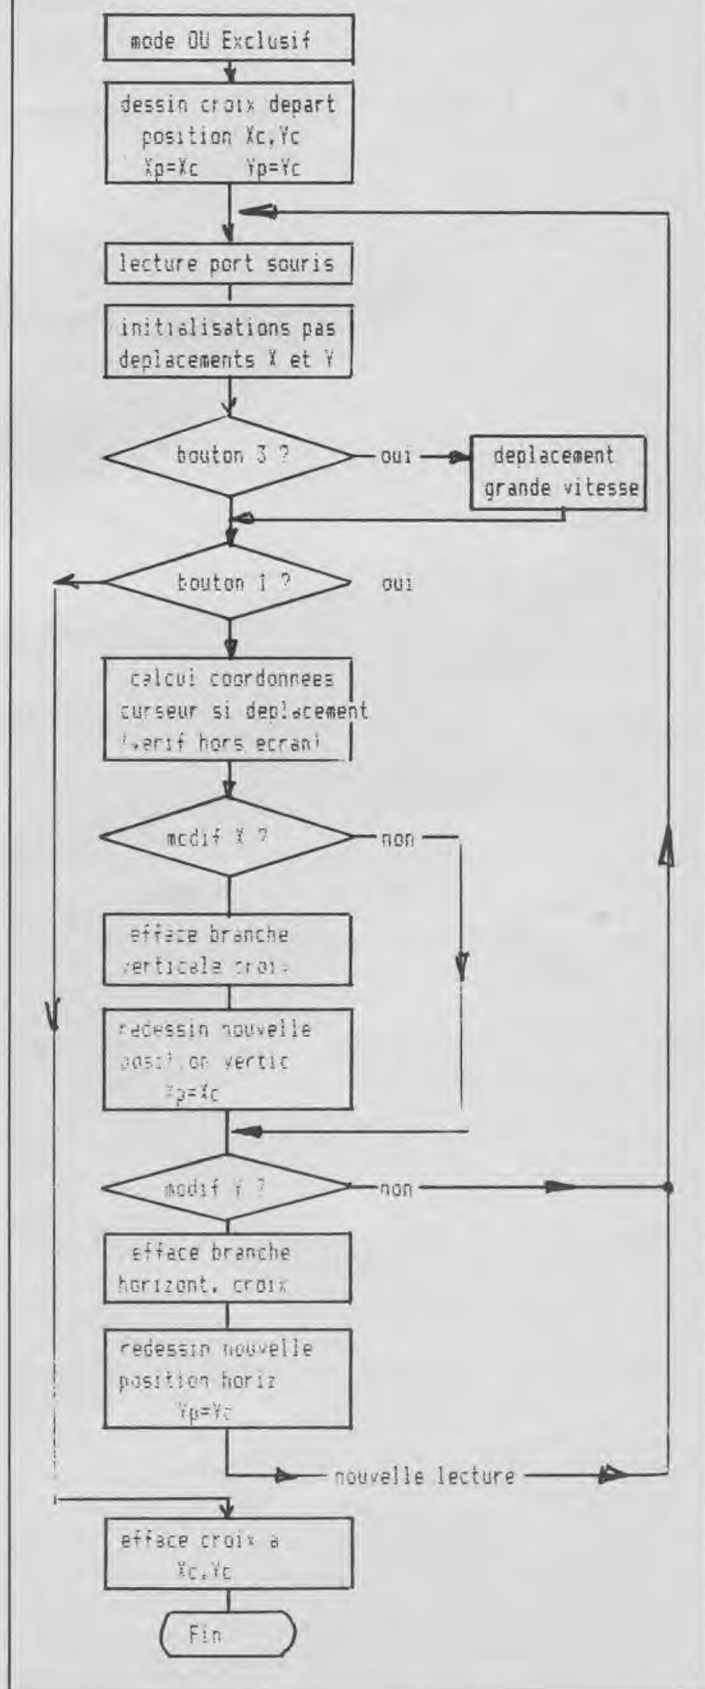 mode OU Exclusif
dessin croix depart
position Xc,Yc
Xp=Xc Yp=Yc
lecture port souris
initialisations pas
deplacements X et Y
bouton 3 ?
oui
deplacement
grande vitesse
bouton 1 ?
oui
calcul coordonnees
curseur si deplacement
(verif hors ecran)
modif X ?
non
efface branche
verticale croix
redessin nouvelle
position vertic
Xp=Xc
modif Y ?
non
efface branche
horizont. croix
redessin nouvelle
position horiz
Yp=Yc
nouvelle lecture
efface croix a
Xc,Yc
Fin